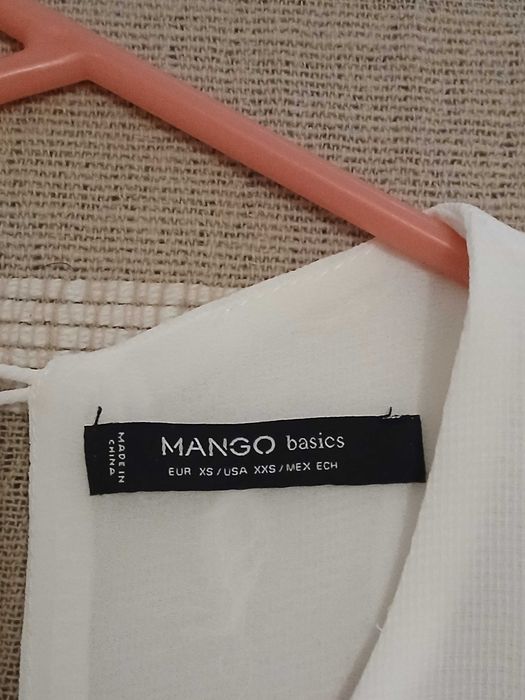 MADE IN
CHINA
MANGO basics
EUR XS / USA XXS / MEX ECH